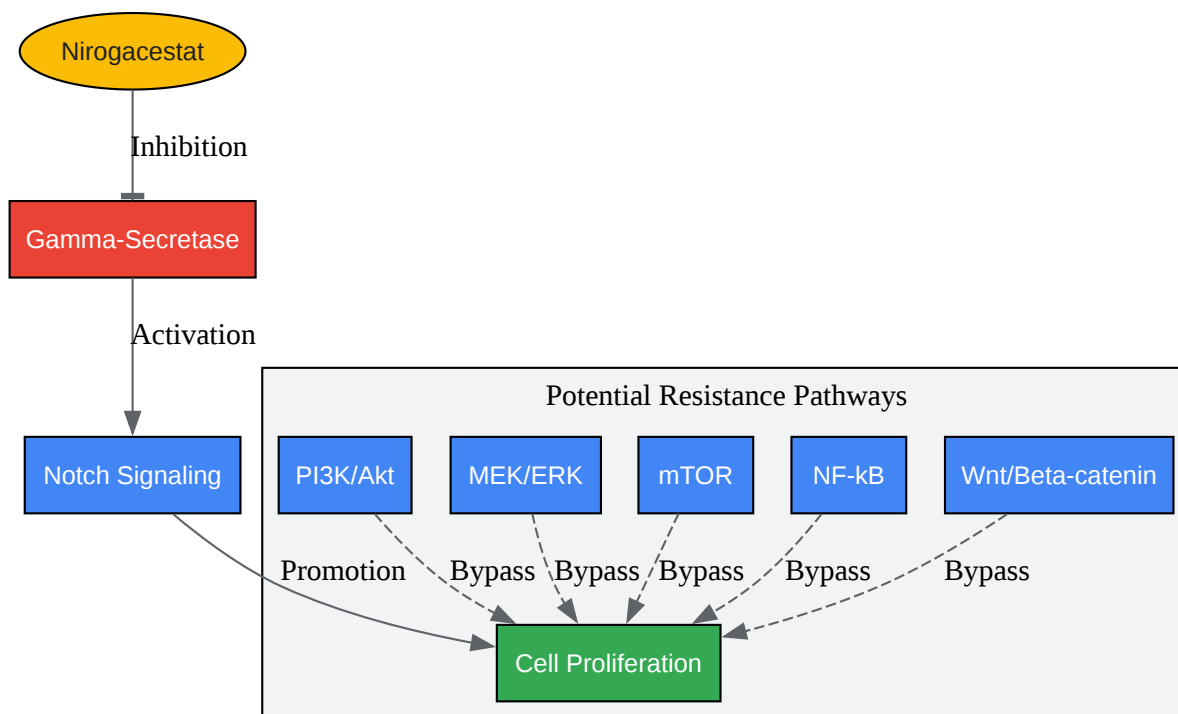 Nirogacestat
Inhibition
Gamma-Secretase
Activation
Potential Resistance Pathways
Notch Signaling
PI3K/Akt
MEK/ERK
mTOR
NF-kB
Wnt/Beta-catenin
Promotion
Bypass
Bypass
Bypass
Bypass
Bypass
Cell Proliferation